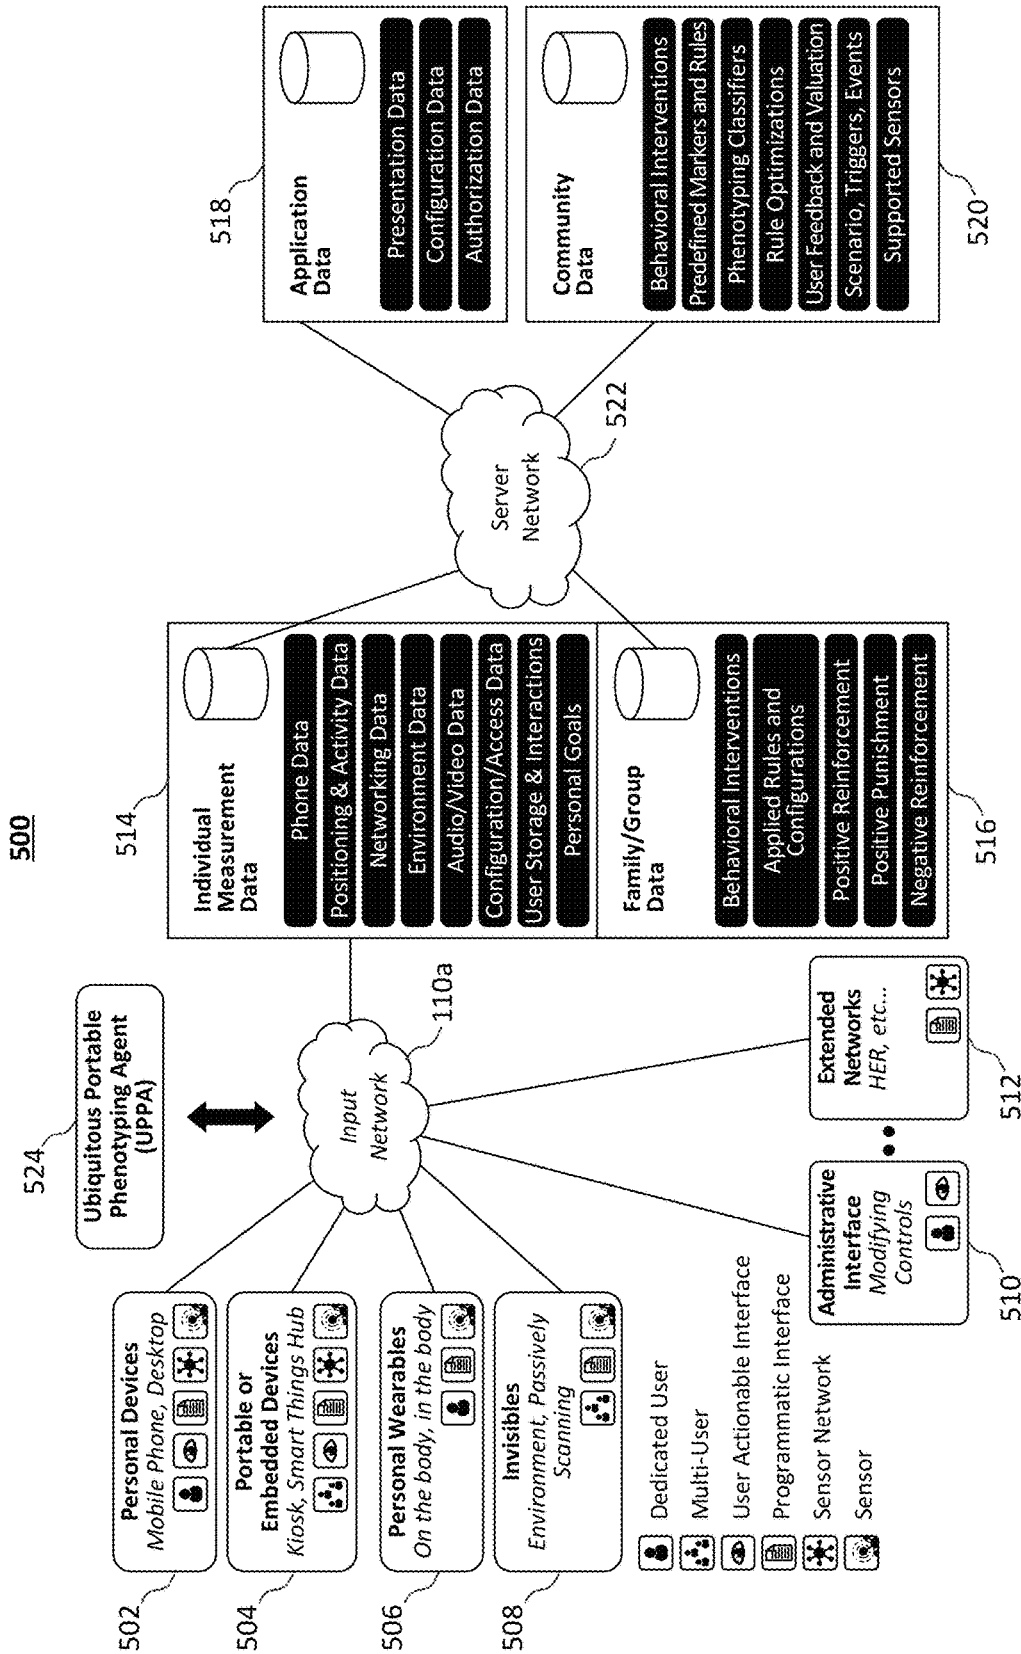 500
524
Ubiquitous Portable
Phenotyping Agent
(UPPA)
502
Personal Devices
Mobile Phone, Desktop
504
Portable or
Embedded Devices
Kiosk, Smart Things Hub
506
Personal Wearables
On the body, in the body
508
Invisibles
Environment, Passively
Scanning
Dedicated User
Multi-User
User Actionable Interface
Programmatic Interface
Sensor Network
Sensor
Input
Network
110a
510
Administrative
Interface
Modifying
Controls
512
Extended
Networks
HER, etc...
514
Individual
Measurement
Data
Phone Data
Positioning & Activity Data
Networking Data
Environment Data
Audio/Video Data
Configuration/Access Data
User Storage & Interactions
Personal Goals
516
Family/Group
Data
Behavioral Interventions
Applied Rules and
Configurations
Positive Reinforcement
Positive Punishment
Negative Reinforcement
Server
Network
522
518
Application
Data
Presentation Data
Configuration Data
Authorization Data
520
Community
Data
Behavioral Interventions
Predefined Markers and Rules
Phenotyping Classifiers
Rule Optimizations
User Feedback and Valuation
Scenario, Triggers, Events
Supported Sensors